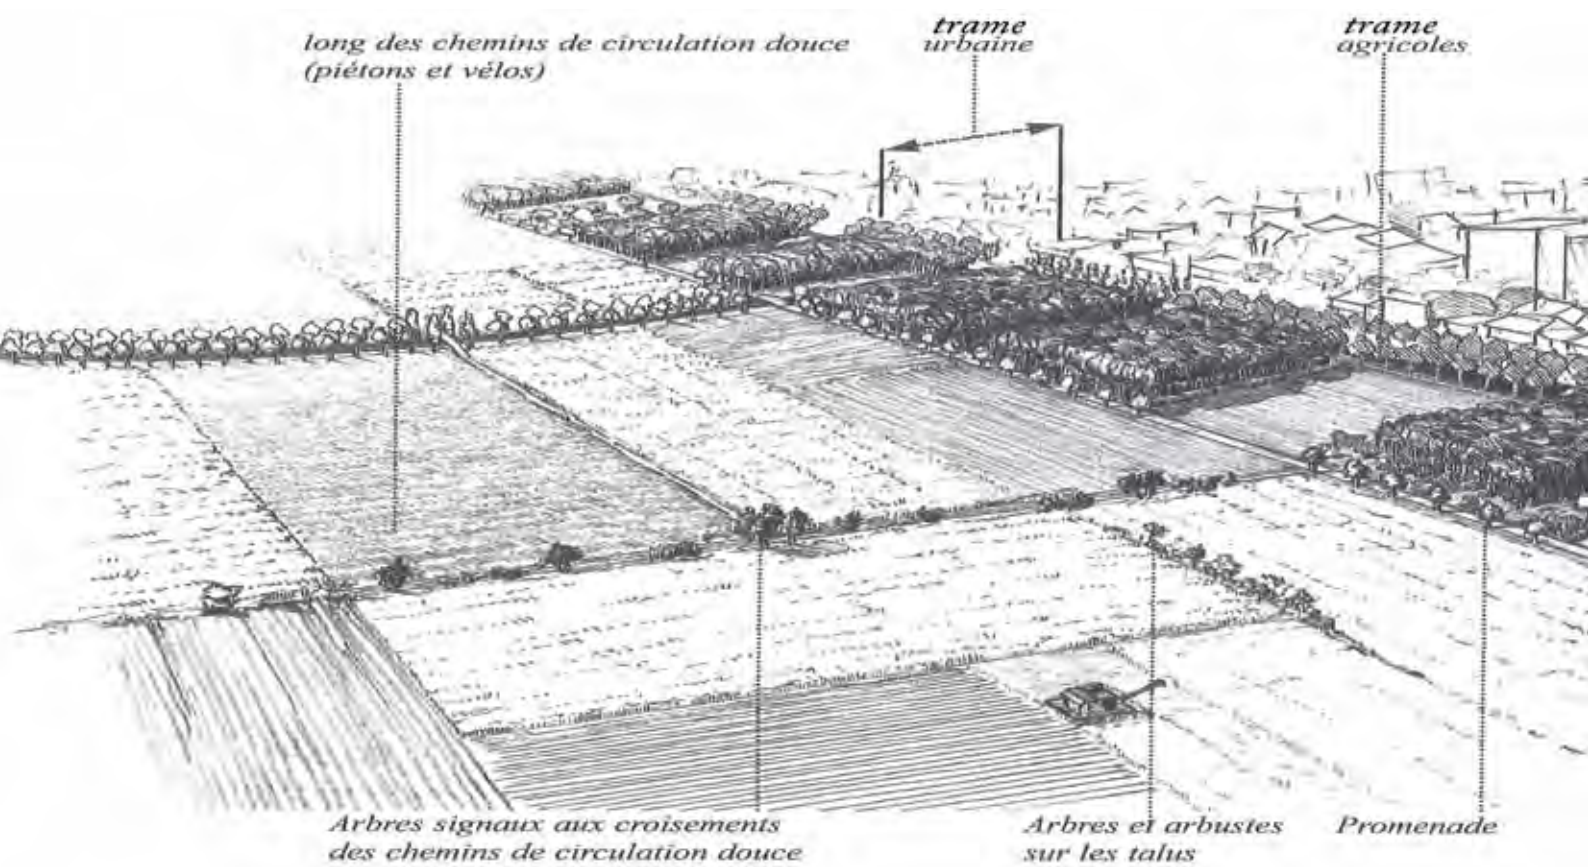 long des chemins de circulation douce
(piétons et vélos)
trame
urbaine
trame
agricoles
Arbres signaux aux croisements
des chemins de circulation douce
Arbres et arbustes
sur les talus
Promenade